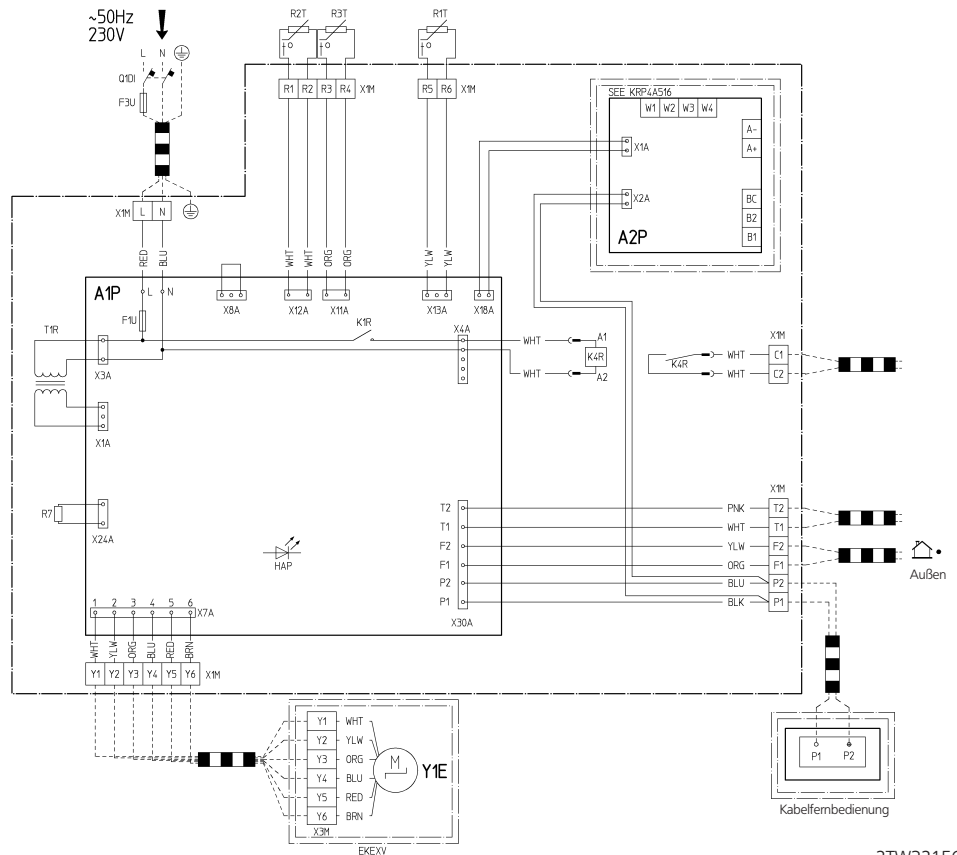 ~50Hz
230V
L N
Q1DI
F3U
R2T R3T R1T
R1 R2 R3 R4 X1M
R5 R6 X1M
SEE KRP4A516
W1 W2 W3 W4
A-
A+
X1A
X2A
BC
B2
B1
A2P
X1M L N
RED BLU
WHT WHT ORG ORG
YLW YLW
A1P
L N
F1U
X8A X12A X11A X13A X18A
T1R
X3A
K1R
X4A
WHT A1
K4R
WHT A2
X1M
K4R
WHT C1
WHT C2
X1A
R7
X24A
HAP
X1M
T2 PNK T2
T1 WHT T1
F2 YLW F2
F1 ORG F1
P2 BLU P2
P1 BLK P1
X30A
Außen
1 2 3 4 5 6 X7A
WHT YLW ORG BLU RED BRN
Y1 Y2 Y3 Y4 Y5 Y6 X1M
Y1 WHT
Y2 YLW
Y3 ORG
Y4 BLU
Y5 RED
Y6 BRN
M
Y1E
X3M
EKEXV
P1 P2
Kabelfernbedienung